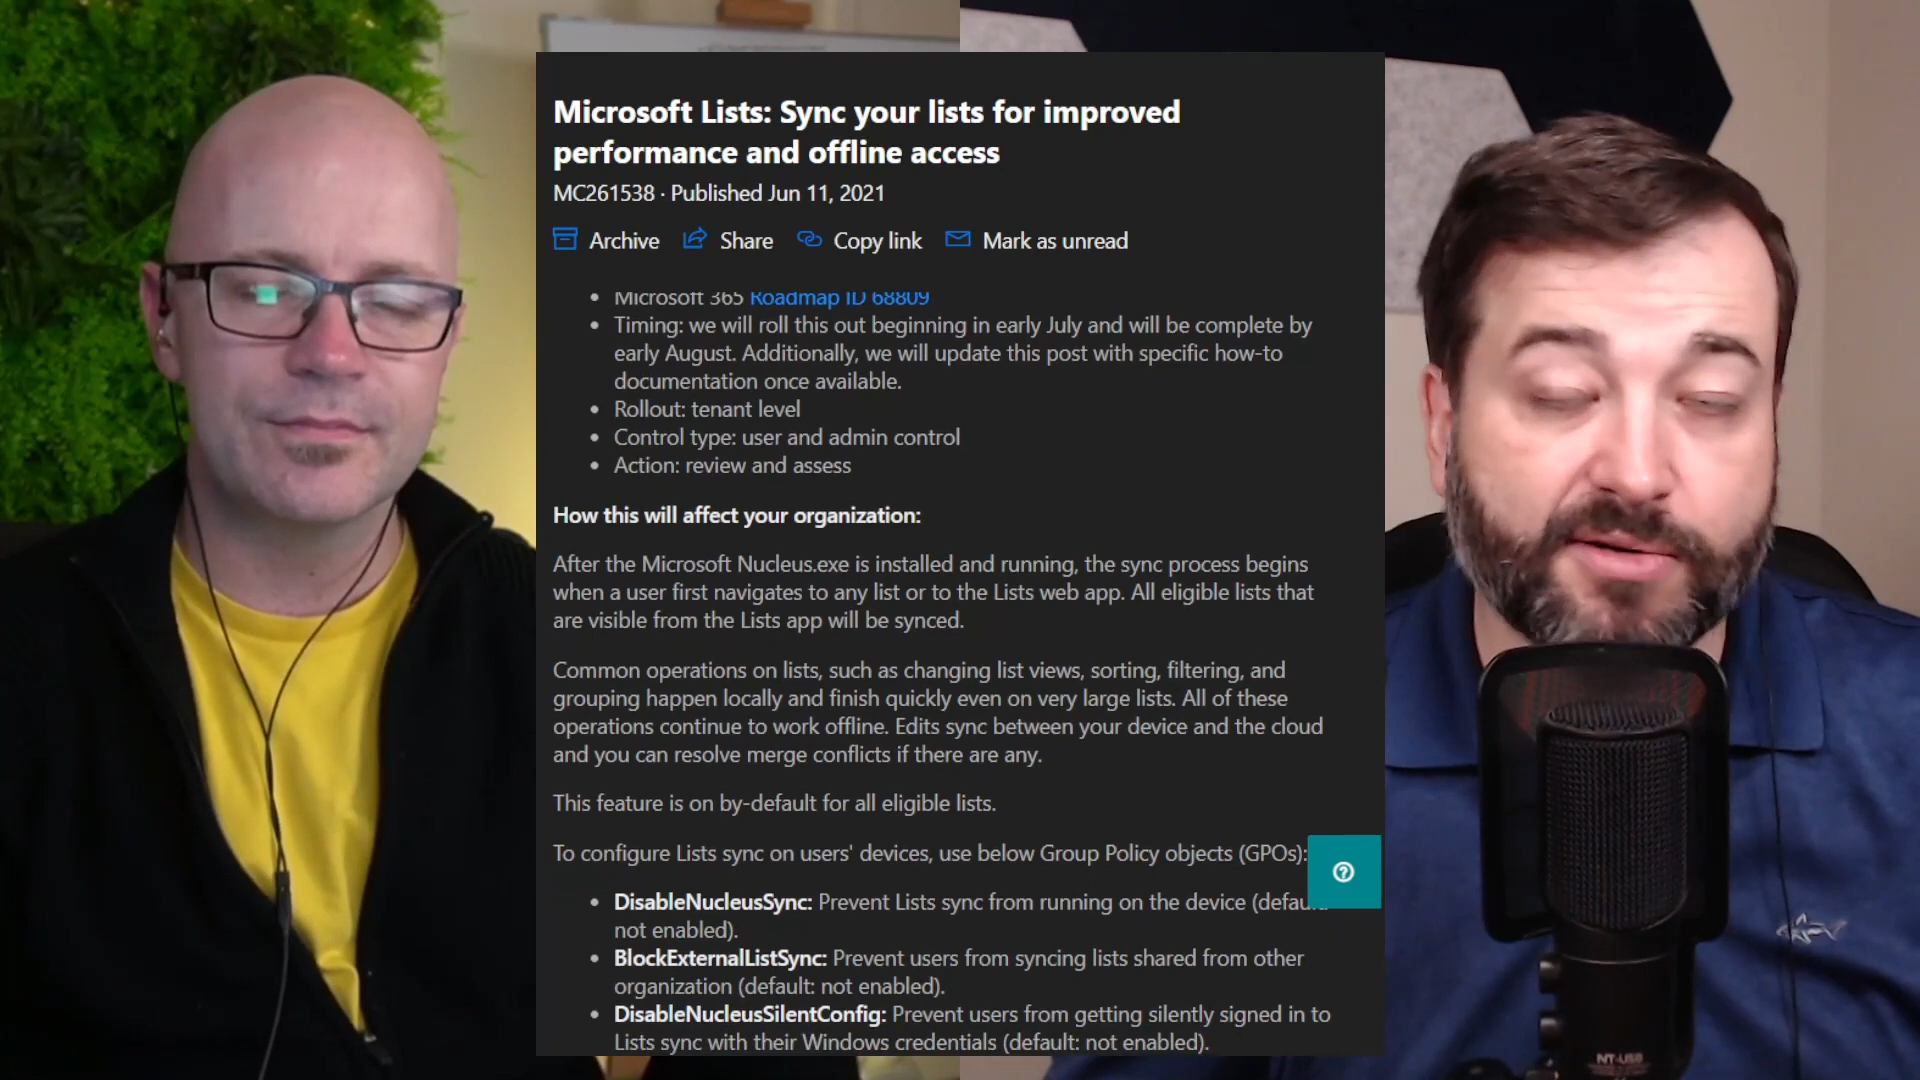 Microsoft Lists: Sync your lists for improved
performance and offline access
MC261538 · Published Jun 11, 2021
Archive Share Copy link Mark as unread
• Microsoft 365 Roadmap ID 68809
• Timing: we will roll this out beginning in early July and will be complete by
early August. Additionally, we will update this post with specific how-to
documentation once available.
• Rollout: tenant level
• Control type: user and admin control
• Action: review and assess
How this will affect your organization:
After the Microsoft Nucleus.exe is installed and running, the sync process begins
when a user first navigates to any list or to the Lists web app. All eligible lists that
are visible from the Lists app will be synced.
Common operations on lists, such as changing list views, sorting, filtering, and
grouping happen locally and finish quickly even on very large lists. All of these
operations continue to work offline. Edits sync between your device and the cloud
and you can resolve merge conflicts if there are any.
This feature is on by-default for all eligible lists.
To configure Lists sync on users' devices, use below Group Policy objects (GPOs):
• DisableNucleusSync: Prevent Lists sync from running on the device
not enabled).
• BlockExternalListSync: Prevent users from syncing lists shared from other
organization (default: not enabled).
• DisableNucleusSilentConfig: Prevent users from getting silently signed in to
Lists sync with their Windows credentials (default: not enabled).
NT-USB